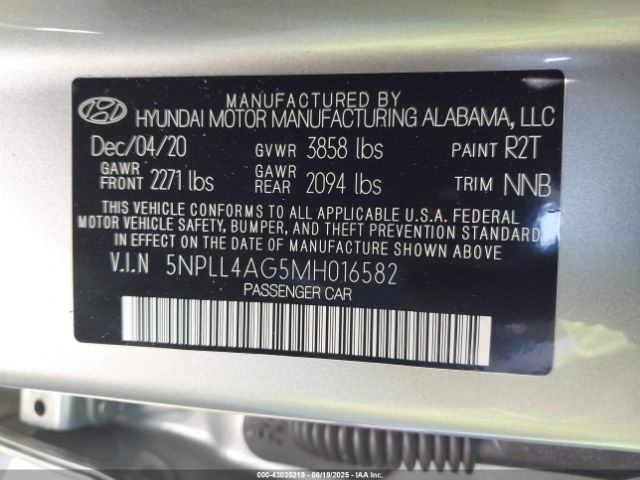 MANUFACTURED BY
HYUNDAI MOTOR MANUFACTURING ALABAMA, LLC
Dec/04/20 GVWR 3858 lbs PAINT R2T
GAWR FRONT 2271 lbs GAWR REAR 2094 lbs TRIM NNB
THIS VEHICLE CONFORMS TO ALL APPLICABLE U.S.A. FEDERAL
MOTOR VEHICLE SAFETY, BUMPER, AND THEFT PREVENTION STANDARDS
IN EFFECT ON THE DATE OF MANUFACTURE SHOWN ABOVE.
V.I.N 5NPLL4AG5MH016582
PASSENGER CAR
000-43035219 - 08/19/2025 - IAA Inc.